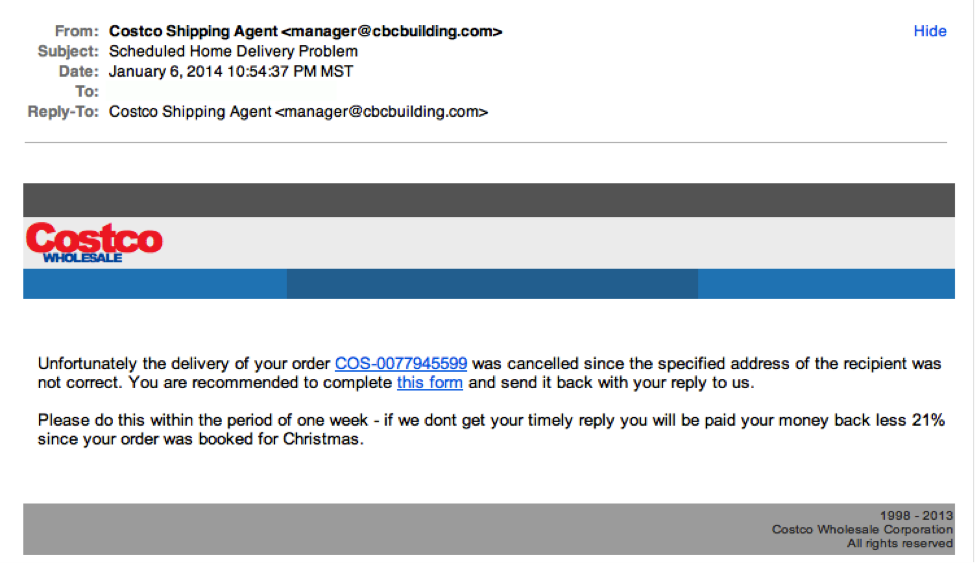 From: Costco Shipping Agent <manager@cbcbuilding.com>
Hide
Subject: Scheduled Home Delivery Problem
Date: January 6, 2014 10:54:37 PM MST
To:
Reply-To: Costco Shipping Agent <manager@cbcbuilding.com>
Costco
WHOLESALE
Unfortunately the delivery of your order COS-0077945599 was cancelled since the specified address of the recipient was
not correct. You are recommended to complete this form and send it back with your reply to us.
Please do this within the period of one week - if we dont get your timely reply you will be paid your money back less 21%
since your order was booked for Christmas.
1998 - 2013
Costco Wholesale Corporation
All rights reserved